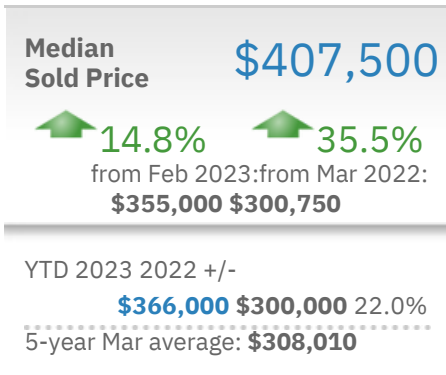 Median
Sold Price
$407,500
14.8% 35.5%
from Feb 2023:from Mar 2022:
$355,000 $300,750
YTD 2023 2022 +/-
$366,000 $300,000 22.0%
5-year Mar average: $308,010